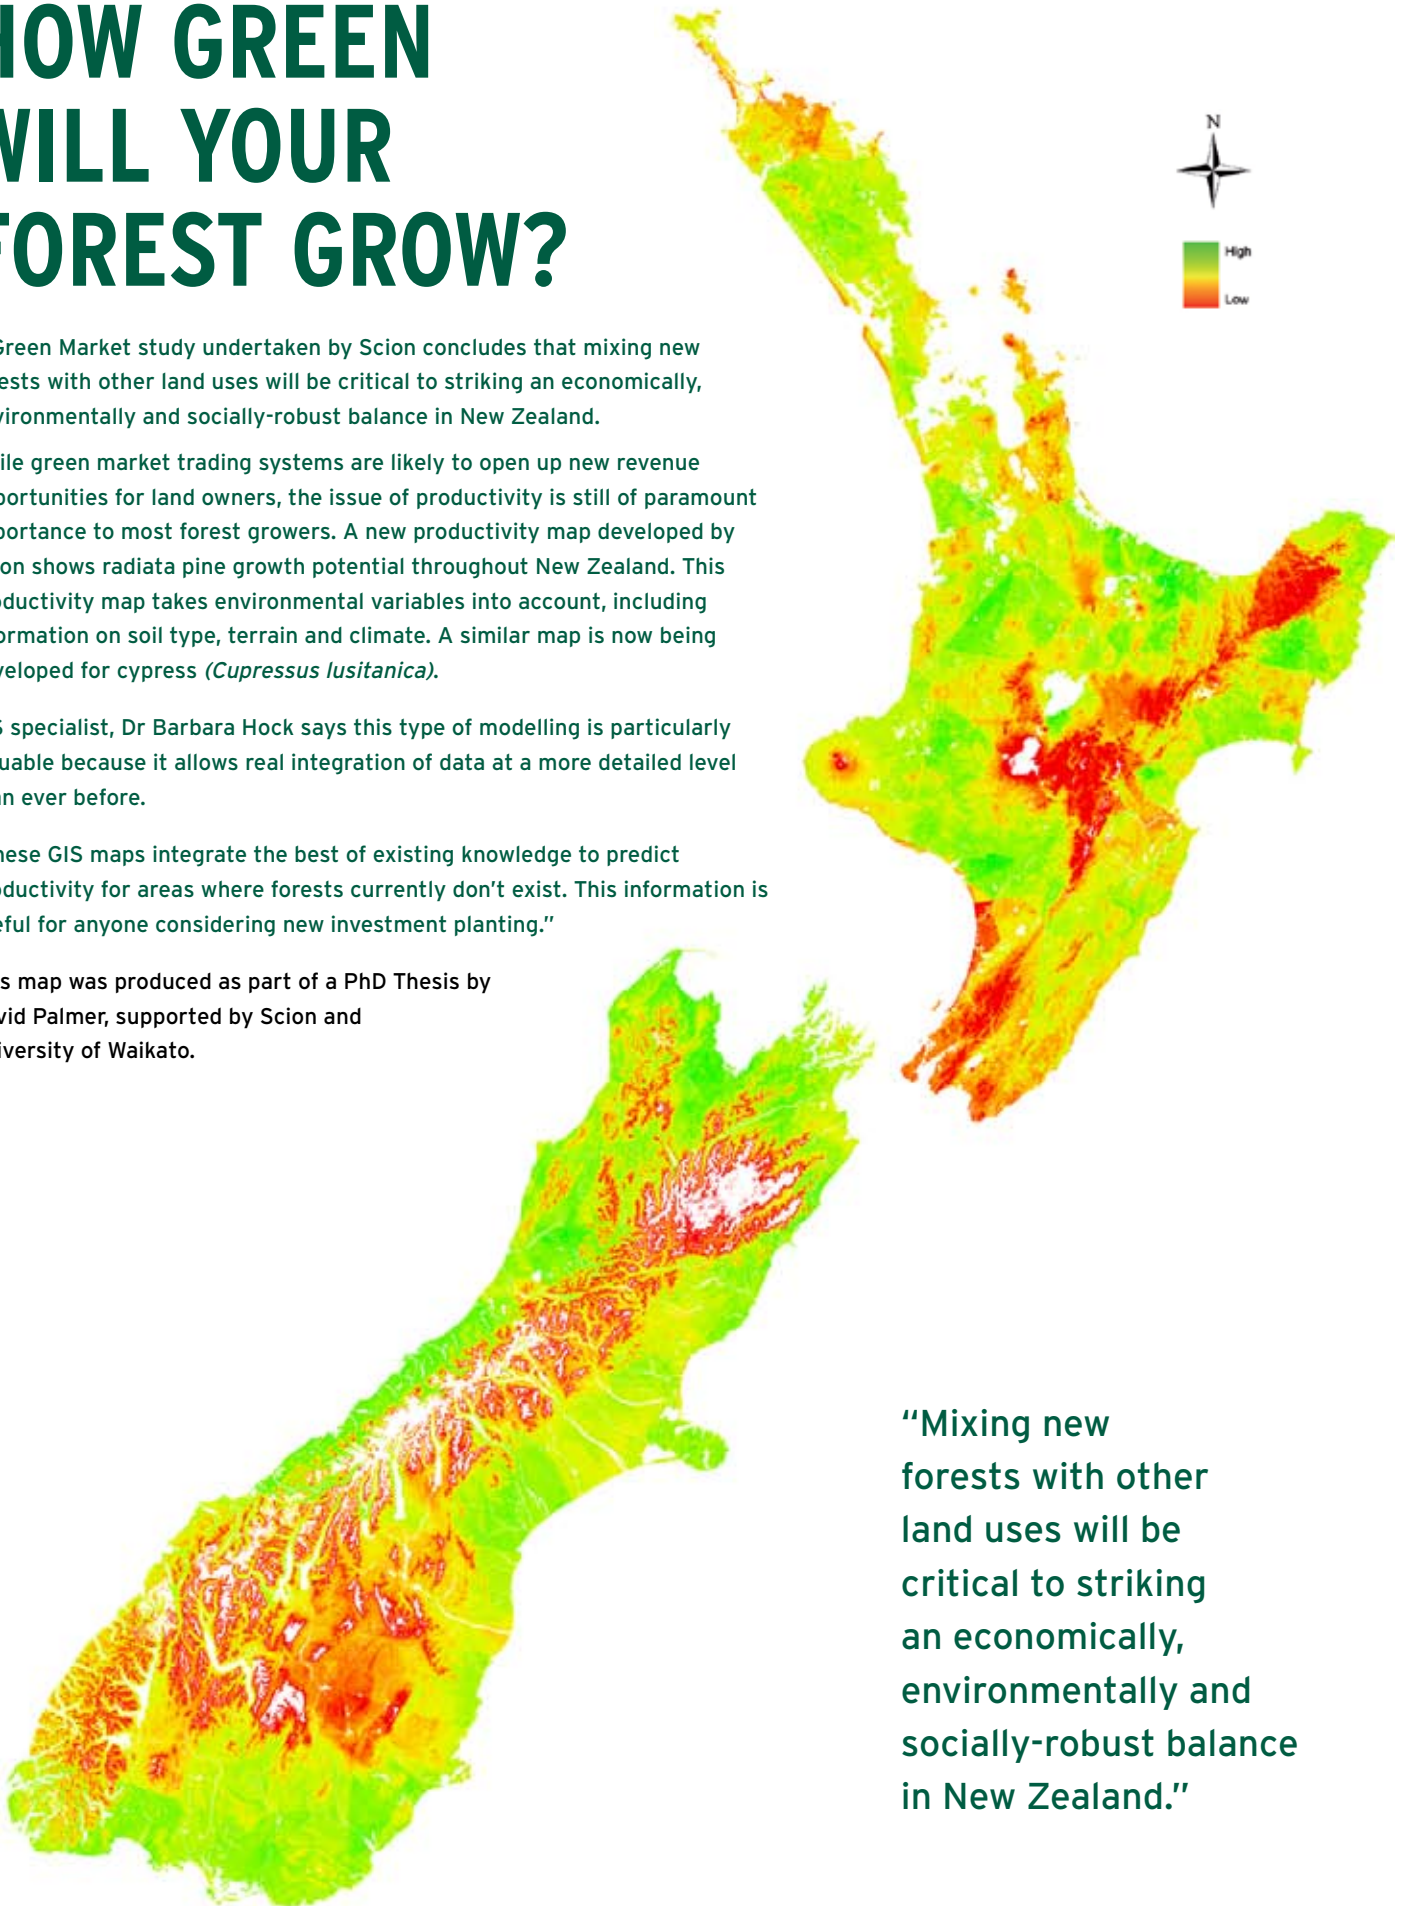 HOW GREEN
WILL YOUR
FOREST GROW?
N
High
Low
Green Market study undertaken by Scion concludes that mixing new
ests with other land uses will be critical to striking an economically,
vironmentally and socially-robust balance in New Zealand.
ile green market trading systems are likely to open up new revenue
portunities for land owners, the issue of productivity is still of paramount
portance to most forest growers. A new productivity map developed by
on shows radiata pine growth potential throughout New Zealand. This
oductivity map takes environmental variables into account, including
ormation on soil type, terrain and climate. A similar map is now being
veloped for cypress (Cupressus lusitanica).
S specialist, Dr Barbara Hock says this type of modelling is particularly
uable because it allows real integration of data at a more detailed level
an ever before.
hese GIS maps integrate the best of existing knowledge to predict
oductivity for areas where forests currently don't exist. This information is
eful for anyone considering new investment planting."
s map was produced as part of a PhD Thesis by
vid Palmer, supported by Scion and
iversity of Waikato.
"Mixing new
forests with other
land uses will be
critical to striking
an economically,
environmentally and
socially-robust balance
in New Zealand."